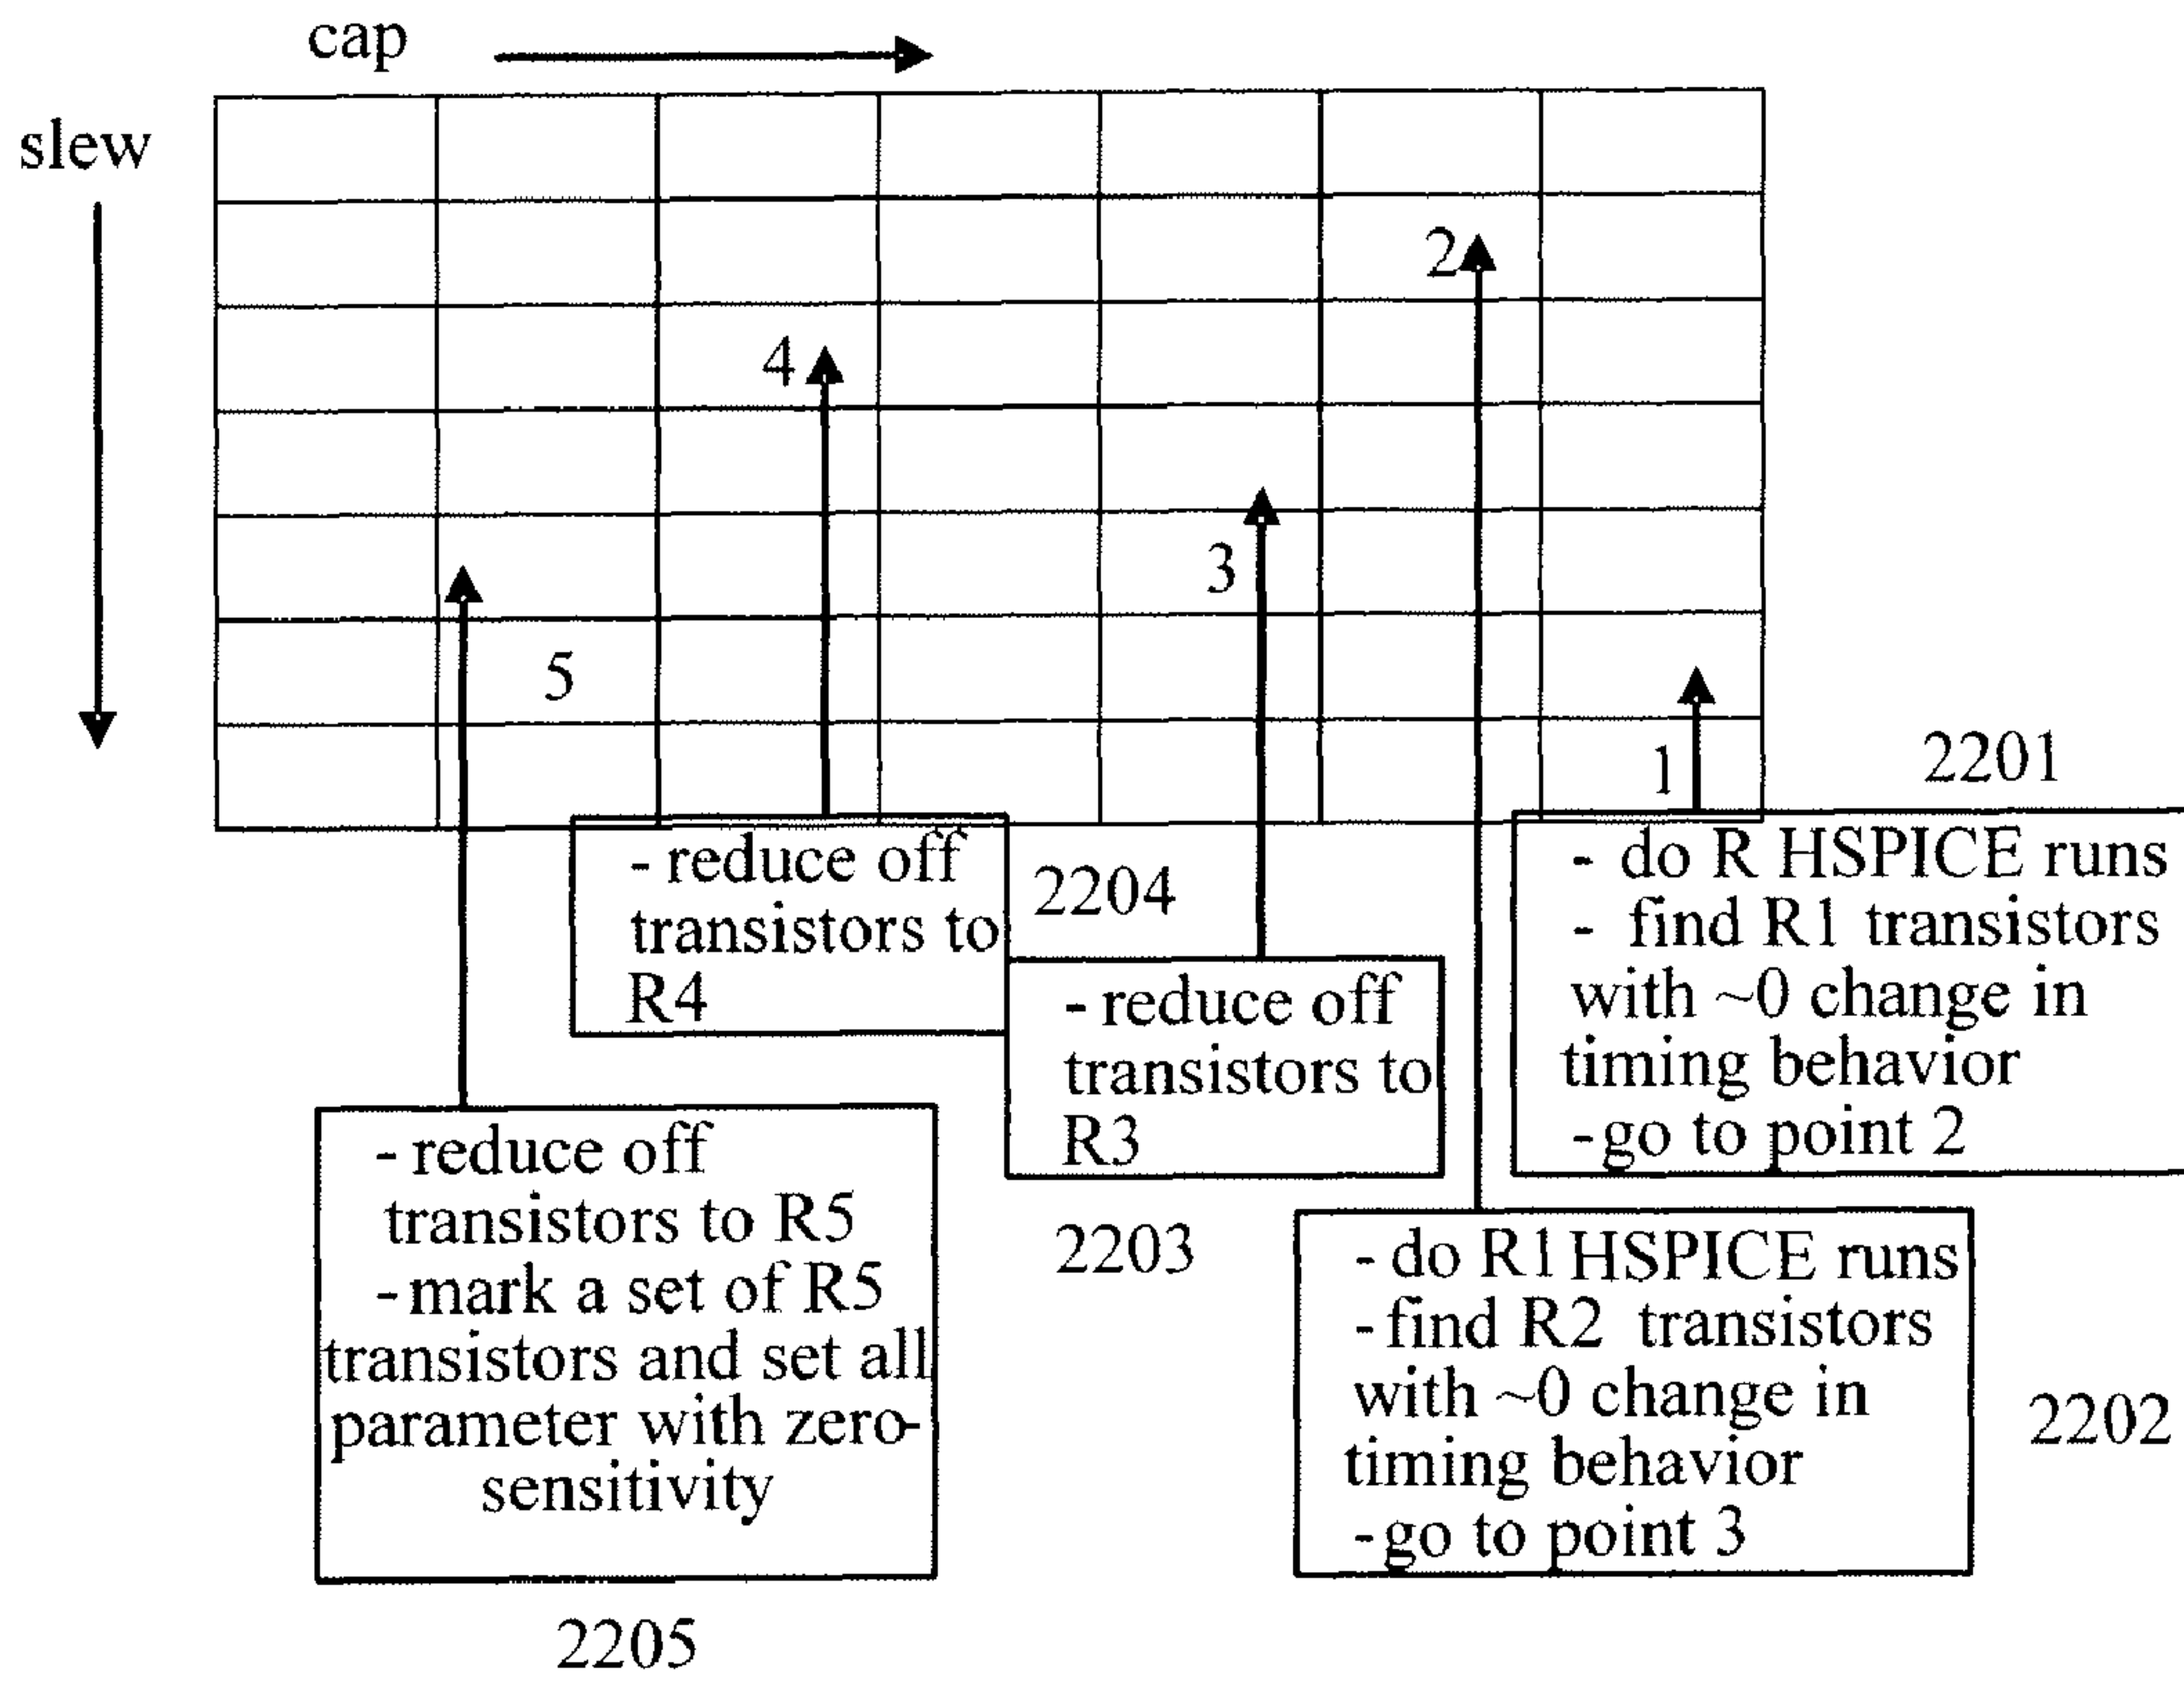 cap
slew
2
4
3
5
1
2201
- reduce off
transistors to
R4
2204
- do R HSPICE runs
- find R1 transistors
with ~0 change in
timing behavior
-go to point 2
- reduce off
transistors to
R3
2203
- reduce off
transistors to R5
-mark a set of R5
transistors and set all
parameter with zero-
sensitivity
2205
- do R1 HSPICE runs
-find R2 transistors
with ~0 change in
timing behavior
-go to point 3
2202